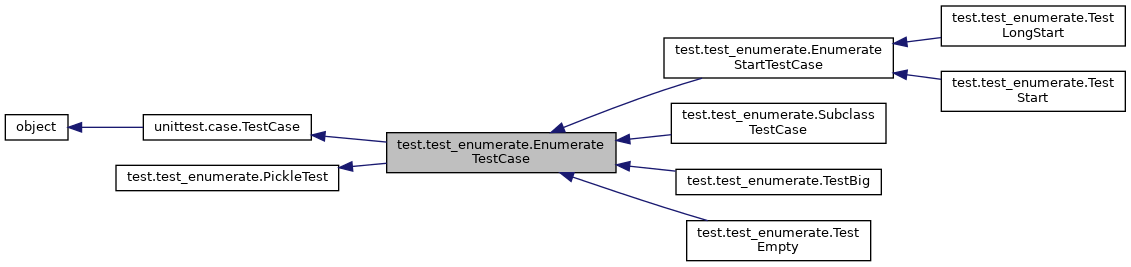 object
unittest.case.TestCase
test.test_enumerate.PickleTest
test.test_enumerate.Enumerate
TestCase
test.test_enumerate.Enumerate
StartTestCase
test.test_enumerate.Subclass
TestCase
test.test_enumerate.TestBig
test.test_enumerate.Test
Empty
test.test_enumerate.Test
LongStart
test.test_enumerate.Test
Start